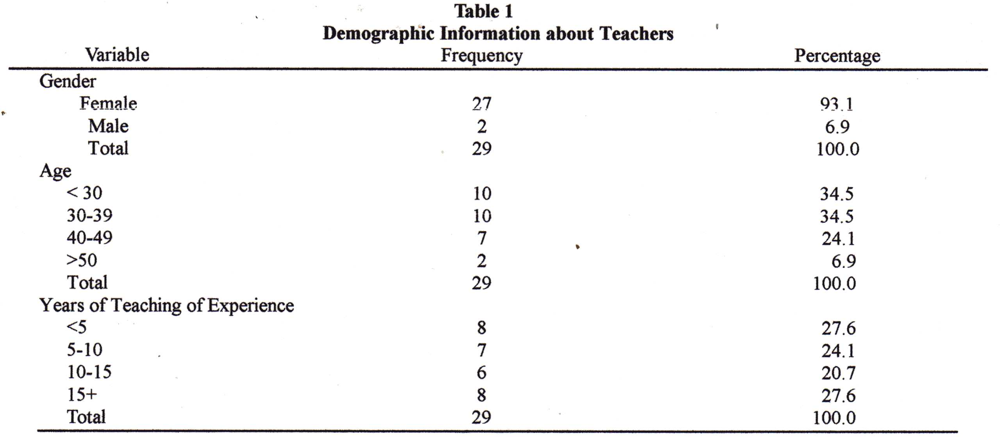 Table 1
Demographic Information about Teachers
Variable Frequency Percentage
Gender
Female 27 93.1
Male 2 6.9
Total 29 100.0
Age
< 30 10 34.5
30-39 10 34.5
40-49 7 24.1
>50 2 6.9
Total 29 100.0
Years of Teaching of Experience
<5 8 27.6
5-10 7 24.1
10-15 6 20.7
15+ 8 27.6
Total 29 100.0